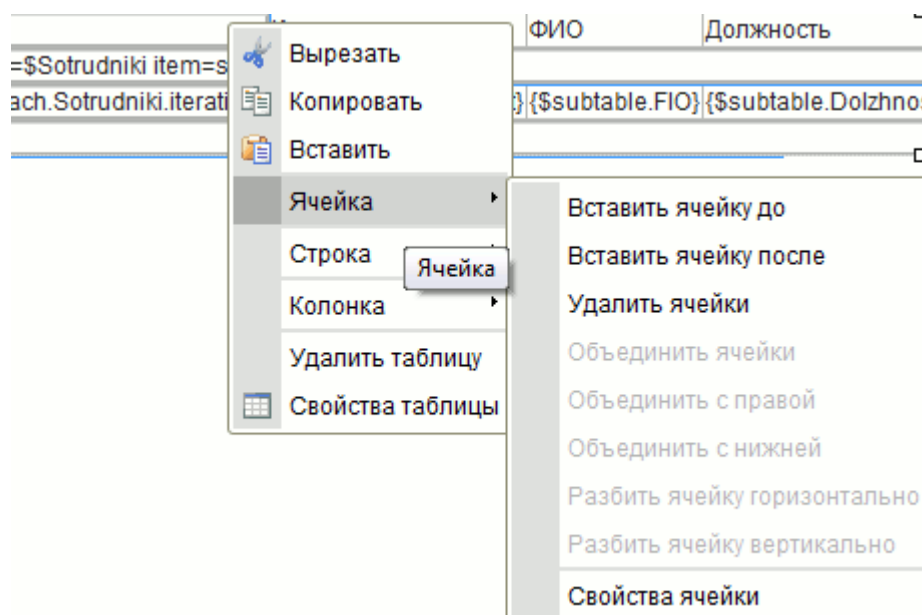 ФИО Должность
=$Sotrudniki item=s
ach.Sotrudniki.iterati } {$subtable.FIO} {$subtable.Dolzhnos
Вырезать
Копировать
Вставить
Ячейка
Строка
Ячейка
Колонка
Удалить таблицу
Свойства таблицы
Вставить ячейку до
Вставить ячейку после
Удалить ячейки
Объединить ячейки
Объединить с правой
Объединить с нижней
Разбить ячейку горизонтально
Разбить ячейку вертикально
Свойства ячейки